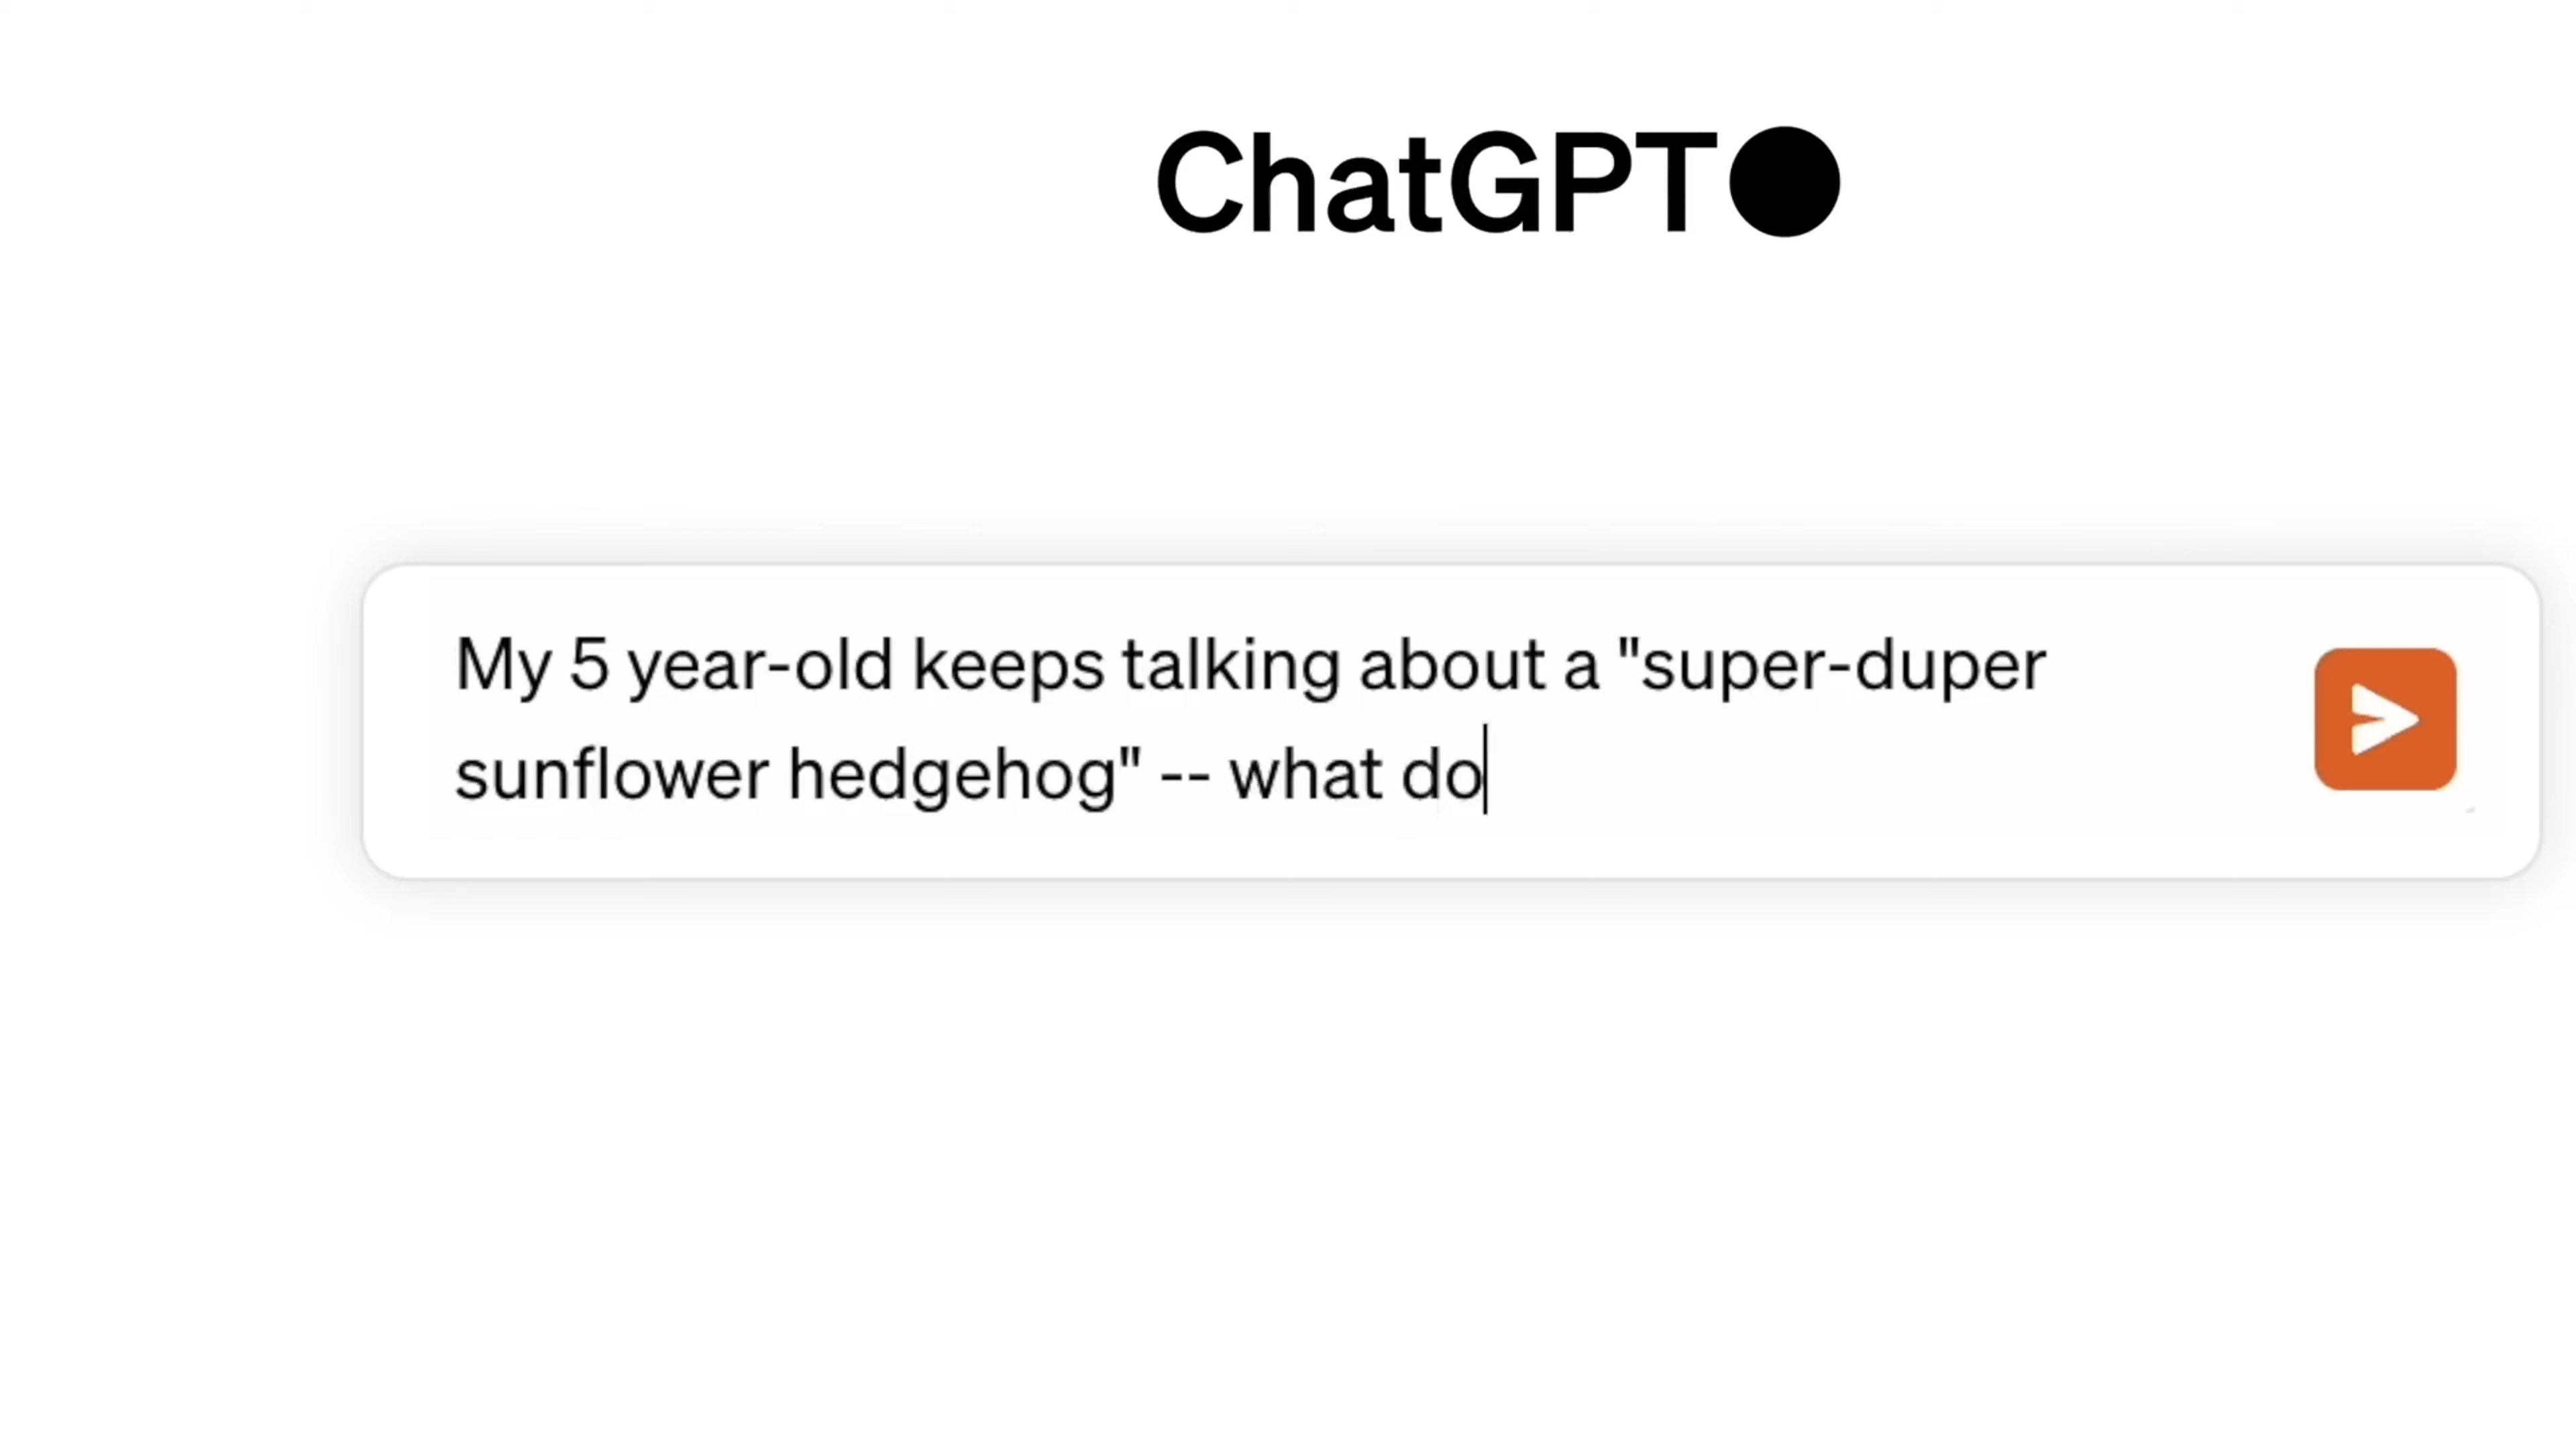 ChatGPT
My 5 year-old keeps talking about a "super-duper
sunflower hedgehog" -- what do